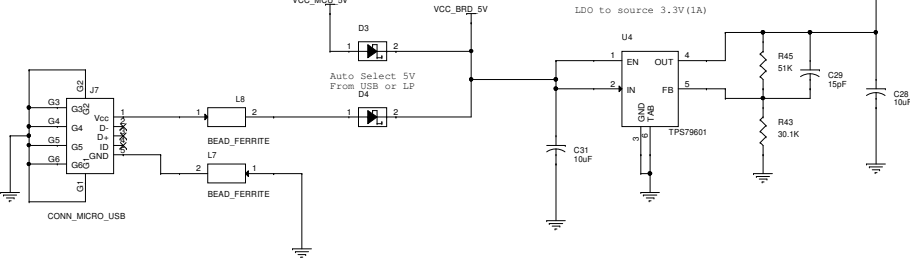 VCC_MCU_5V
VCC_BRD_5V
LDO to source 3.3V(1A)
D3
1
2
Auto Select 5V
From USB or LP
D4
1
2
U4
1
EN
OUT
4
2
IN
FB
5
GND
TAB
3
6
TPS79601
R45
51K
C29
15pF
C28
10uF
R43
30.1K
C31
10uF
J7
G2
G2
G3
G3
G4
G4
G5
G5
G6
G6
G1
G1
Vcc
1
D-
D+
ID
GND
5
CONN_MICRO_USB
L8
1
2
BEAD_FERRITE
L7
2
1
BEAD_FERRITE